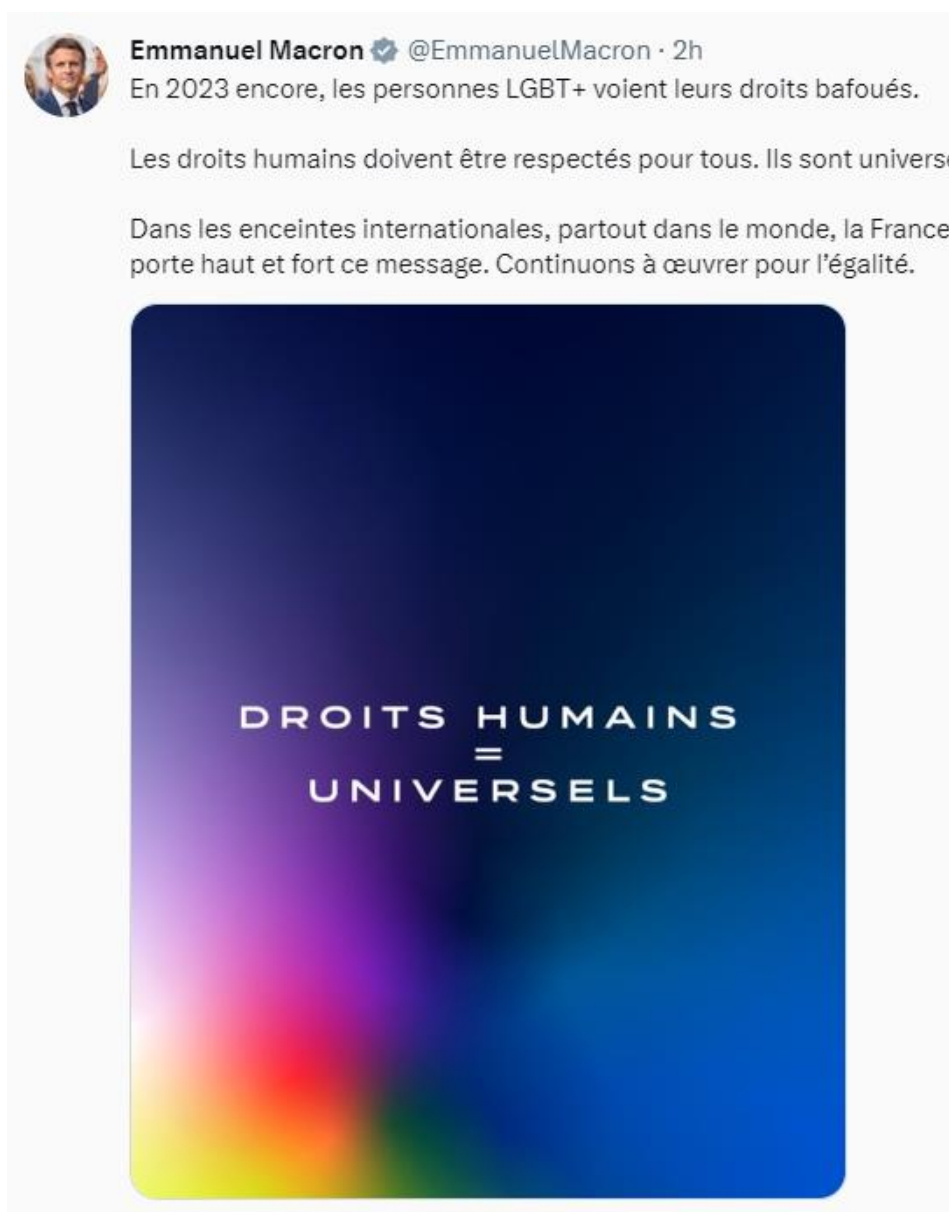 Emmanuel Macron @EmmanuelMacron · 2h
En 2023 encore, les personnes LGBT+ voient leurs droits bafoués.
Les droits humains doivent être respectés pour tous. Ils sont
Dans les enceintes internationales, partout dans le monde, la France
porte haut et fort ce message. Continuons à œuvrer pour l’égalité.
DROITS HUMAINS
=
UNIVERSELS